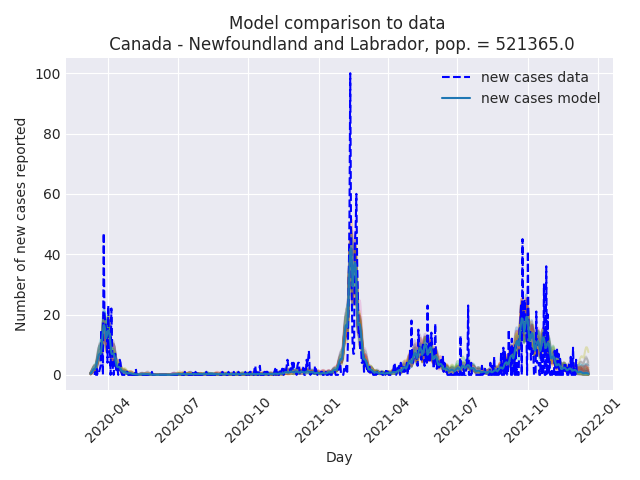 Model comparison to data
Canada - Newfoundland and Labrador, pop. = 521365.0
new cases data
new cases model
Number of new cases reported
100
80
60
40
20
0
2020-04
2020-07
2020-10
2021-01
2021-04
2021-07
2021-10
2022-01
Day